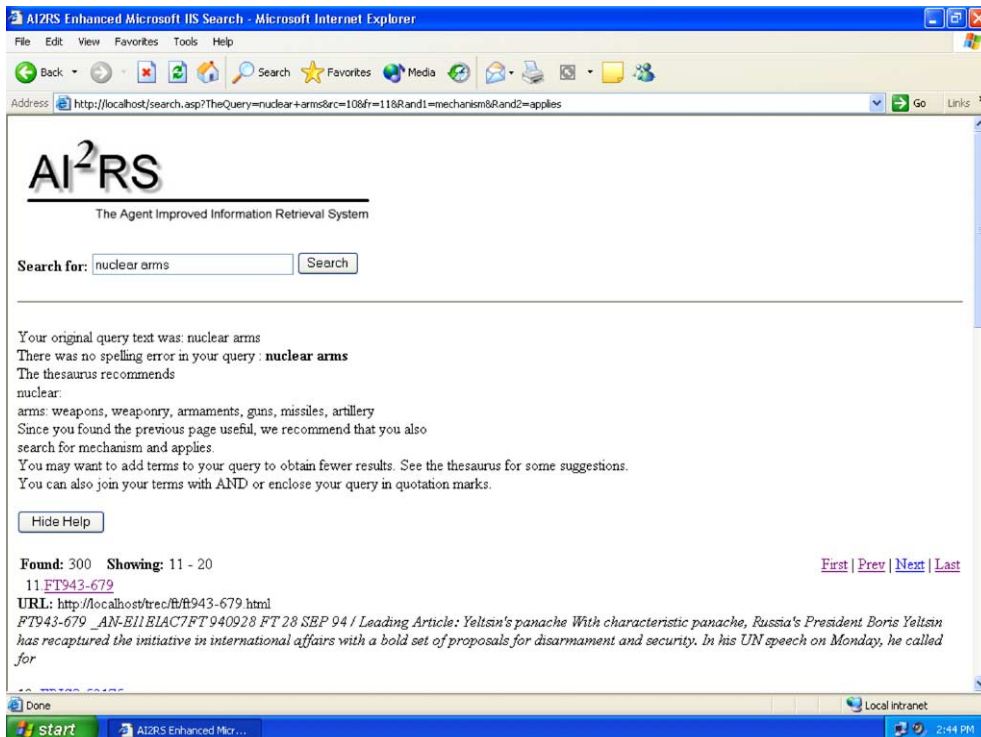 AI2RS Enhanced Microsoft IIS Search - Microsoft Internet Explorer
File Edit View Favorites Tools Help
Back Search Favorites Media
Address http://localhost/search.asp?TheQuery=nuclear+arms&rc=10&fr=11&Rand1=mechanism&Rand2=applies Go Links
AI2RS
The Agent Improved Information Retrieval System
Search for: nuclear arms Search
Your original query text was: nuclear arms
There was no spelling error in your query : nuclear arms
The thesaurus recommends
nuclear:
arms: weapons, weaponry, armaments, guns, missiles, artillery
Since you found the previous page useful, we recommend that you also
search for mechanism and applies.
You may want to add terms to your query to obtain fewer results. See the thesaurus for some suggestions.
You can also join your terms with AND or enclose your query in quotation marks.
Hide Help
Found: 300 Showing: 11 - 20 First | Prev | Next | Last
11.FT943-679
URL: http://localhost/trec/ft/ft943-679.html
FT943-679 _AN-EI1E1AC7FT 940928 FT 28 SEP 94 / Leading Article: Yeltsin's panache With characteristic panache, Russia's President Boris Yeltsin
has recaptured the initiative in international affairs with a bold set of proposals for disarmament and security. In his UN speech on Monday, he called
for
Done Local intranet
start AI2RS Enhanced Micr... 2:44 PM